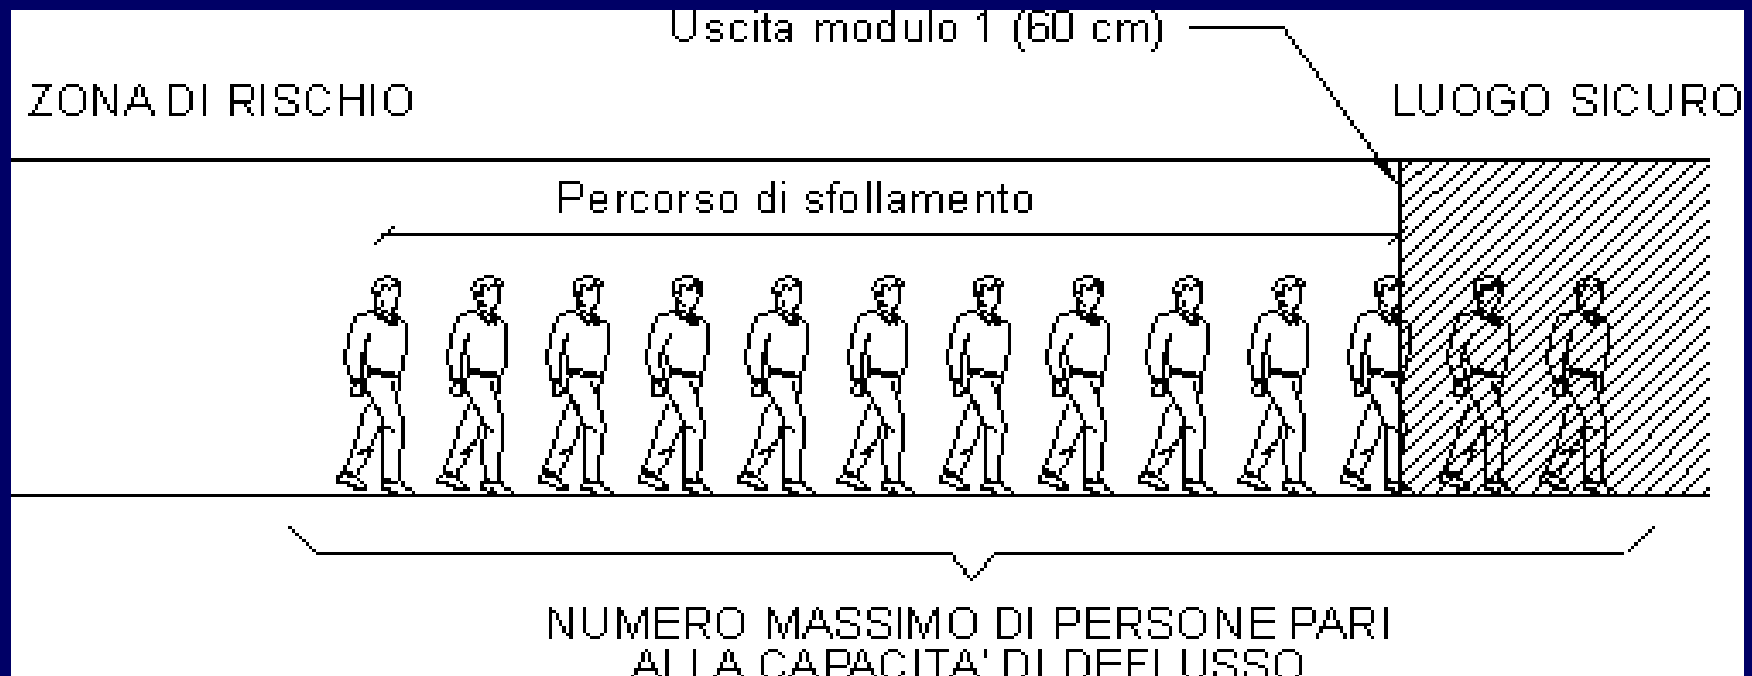 Uscita modulo 1 (60 cm)
ZONA DI RISCHIO
LUOGO SICURO
Percorso di sfollamento
NUMERO MASSIMO DI PERSONE PARI
ALLA CAPACITA' DI DEFLUSSO